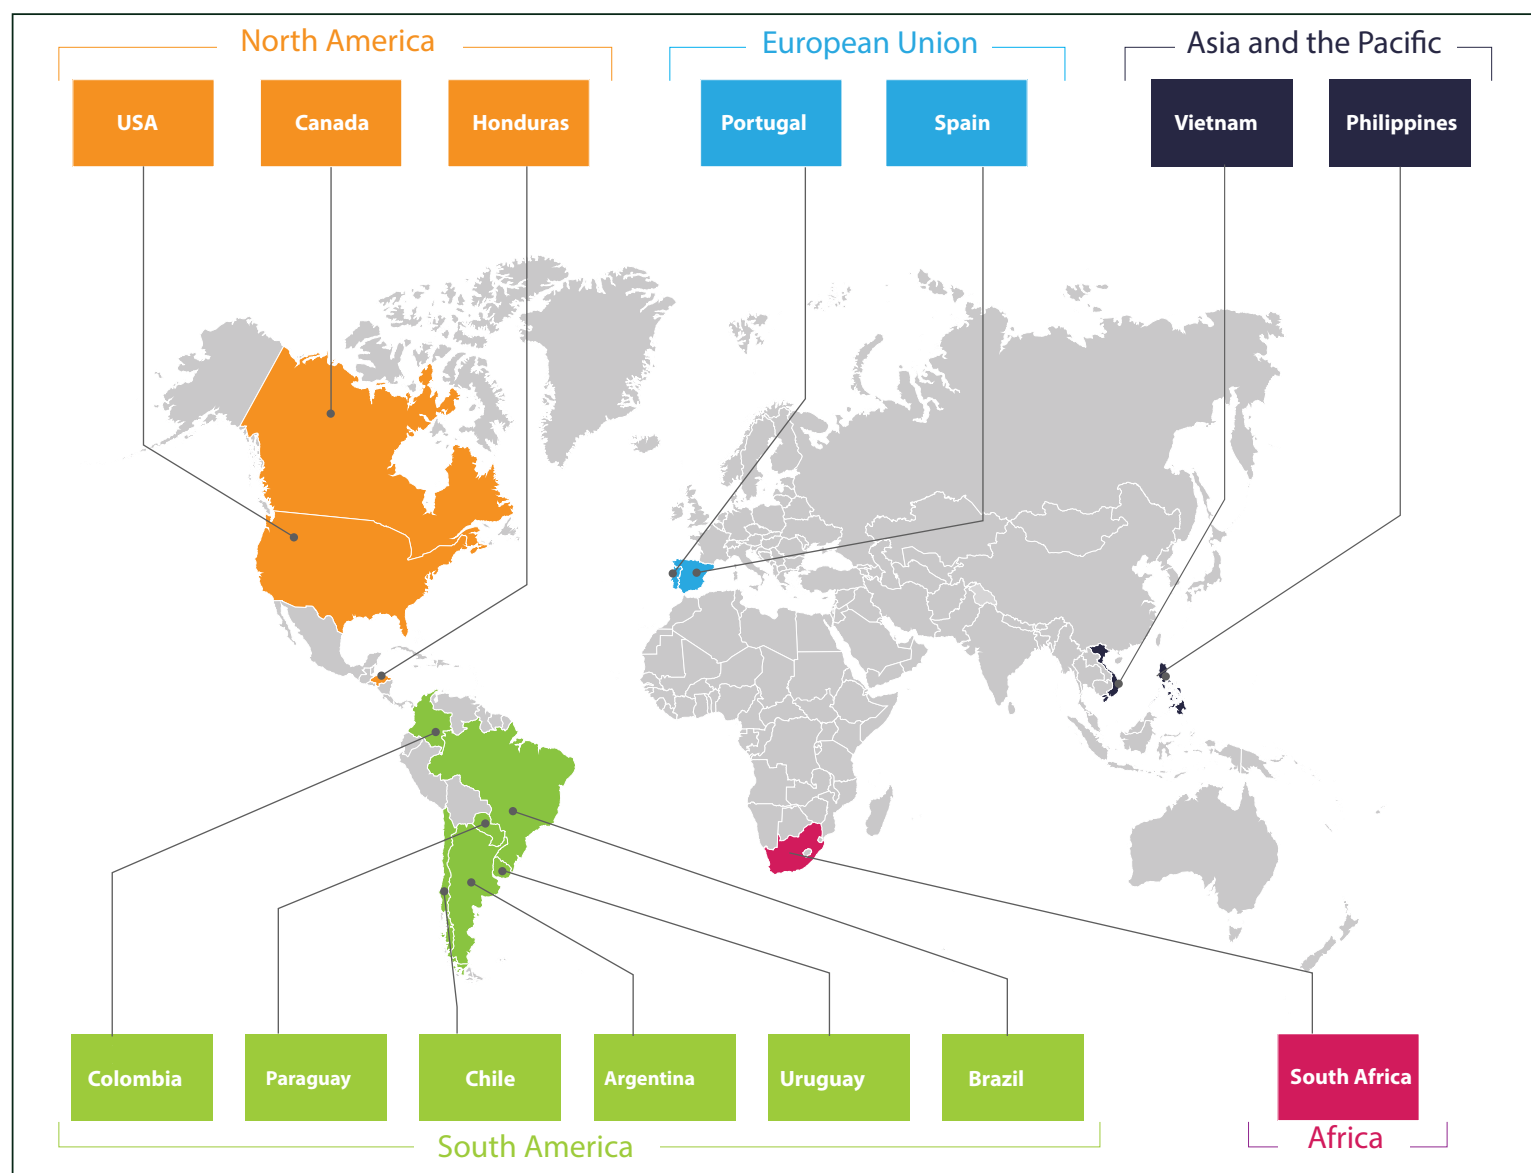 North America
European Union
Asia and the Pacific
USA
Canada
Honduras
Portugal
Spain
Vietnam
Philippines
Colombia
Paraguay
Chile
Argentina
Uruguay
Brazil
South Africa
South America
Africa